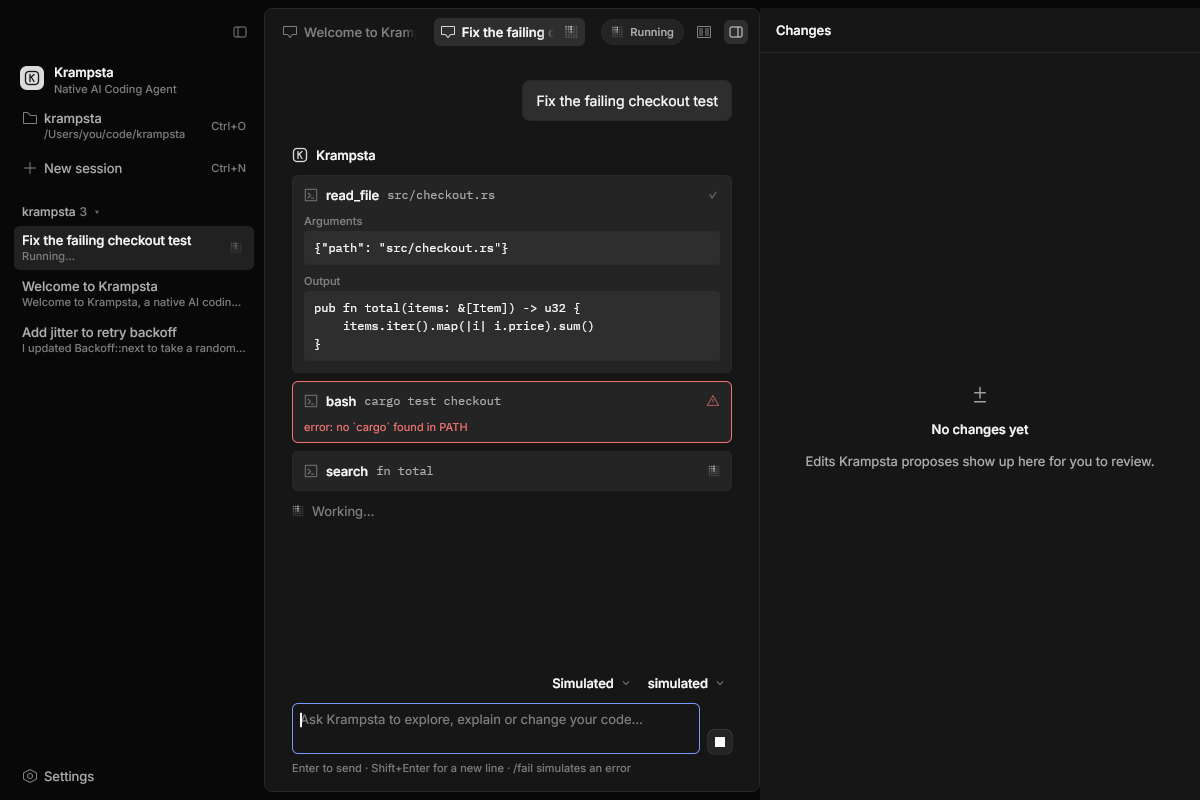 Krampsta
Native AI Coding Agent
krampsta
/Users/you/code/krampsta
Ctrl+O
New session
Ctrl+N
krampsta 3
Fix the failing checkout test
Running...
Welcome to Krampsta
Welcome to Krampsta, a native AI codin...
Add jitter to retry backoff
I updated Backoff::next to take a random...
Settings
Welcome to Kram
Fix the failing
Running
Fix the failing checkout test
K Krampsta
read_file src/checkout.rs
Arguments
{"path": "src/checkout.rs"}
Output
pub fn total(items: &[Item]) -> u32 {
    items.iter().map(|i| i.price).sum()
}
bash cargo test checkout
error: no `cargo` found in PATH
search fn total
Working...
Simulated
simulated
Ask Krampsta to explore, explain or change your code...
Enter to send · Shift+Enter for a new line · /fail simulates an error
Changes
No changes yet
Edits Krampsta proposes show up here for you to review.